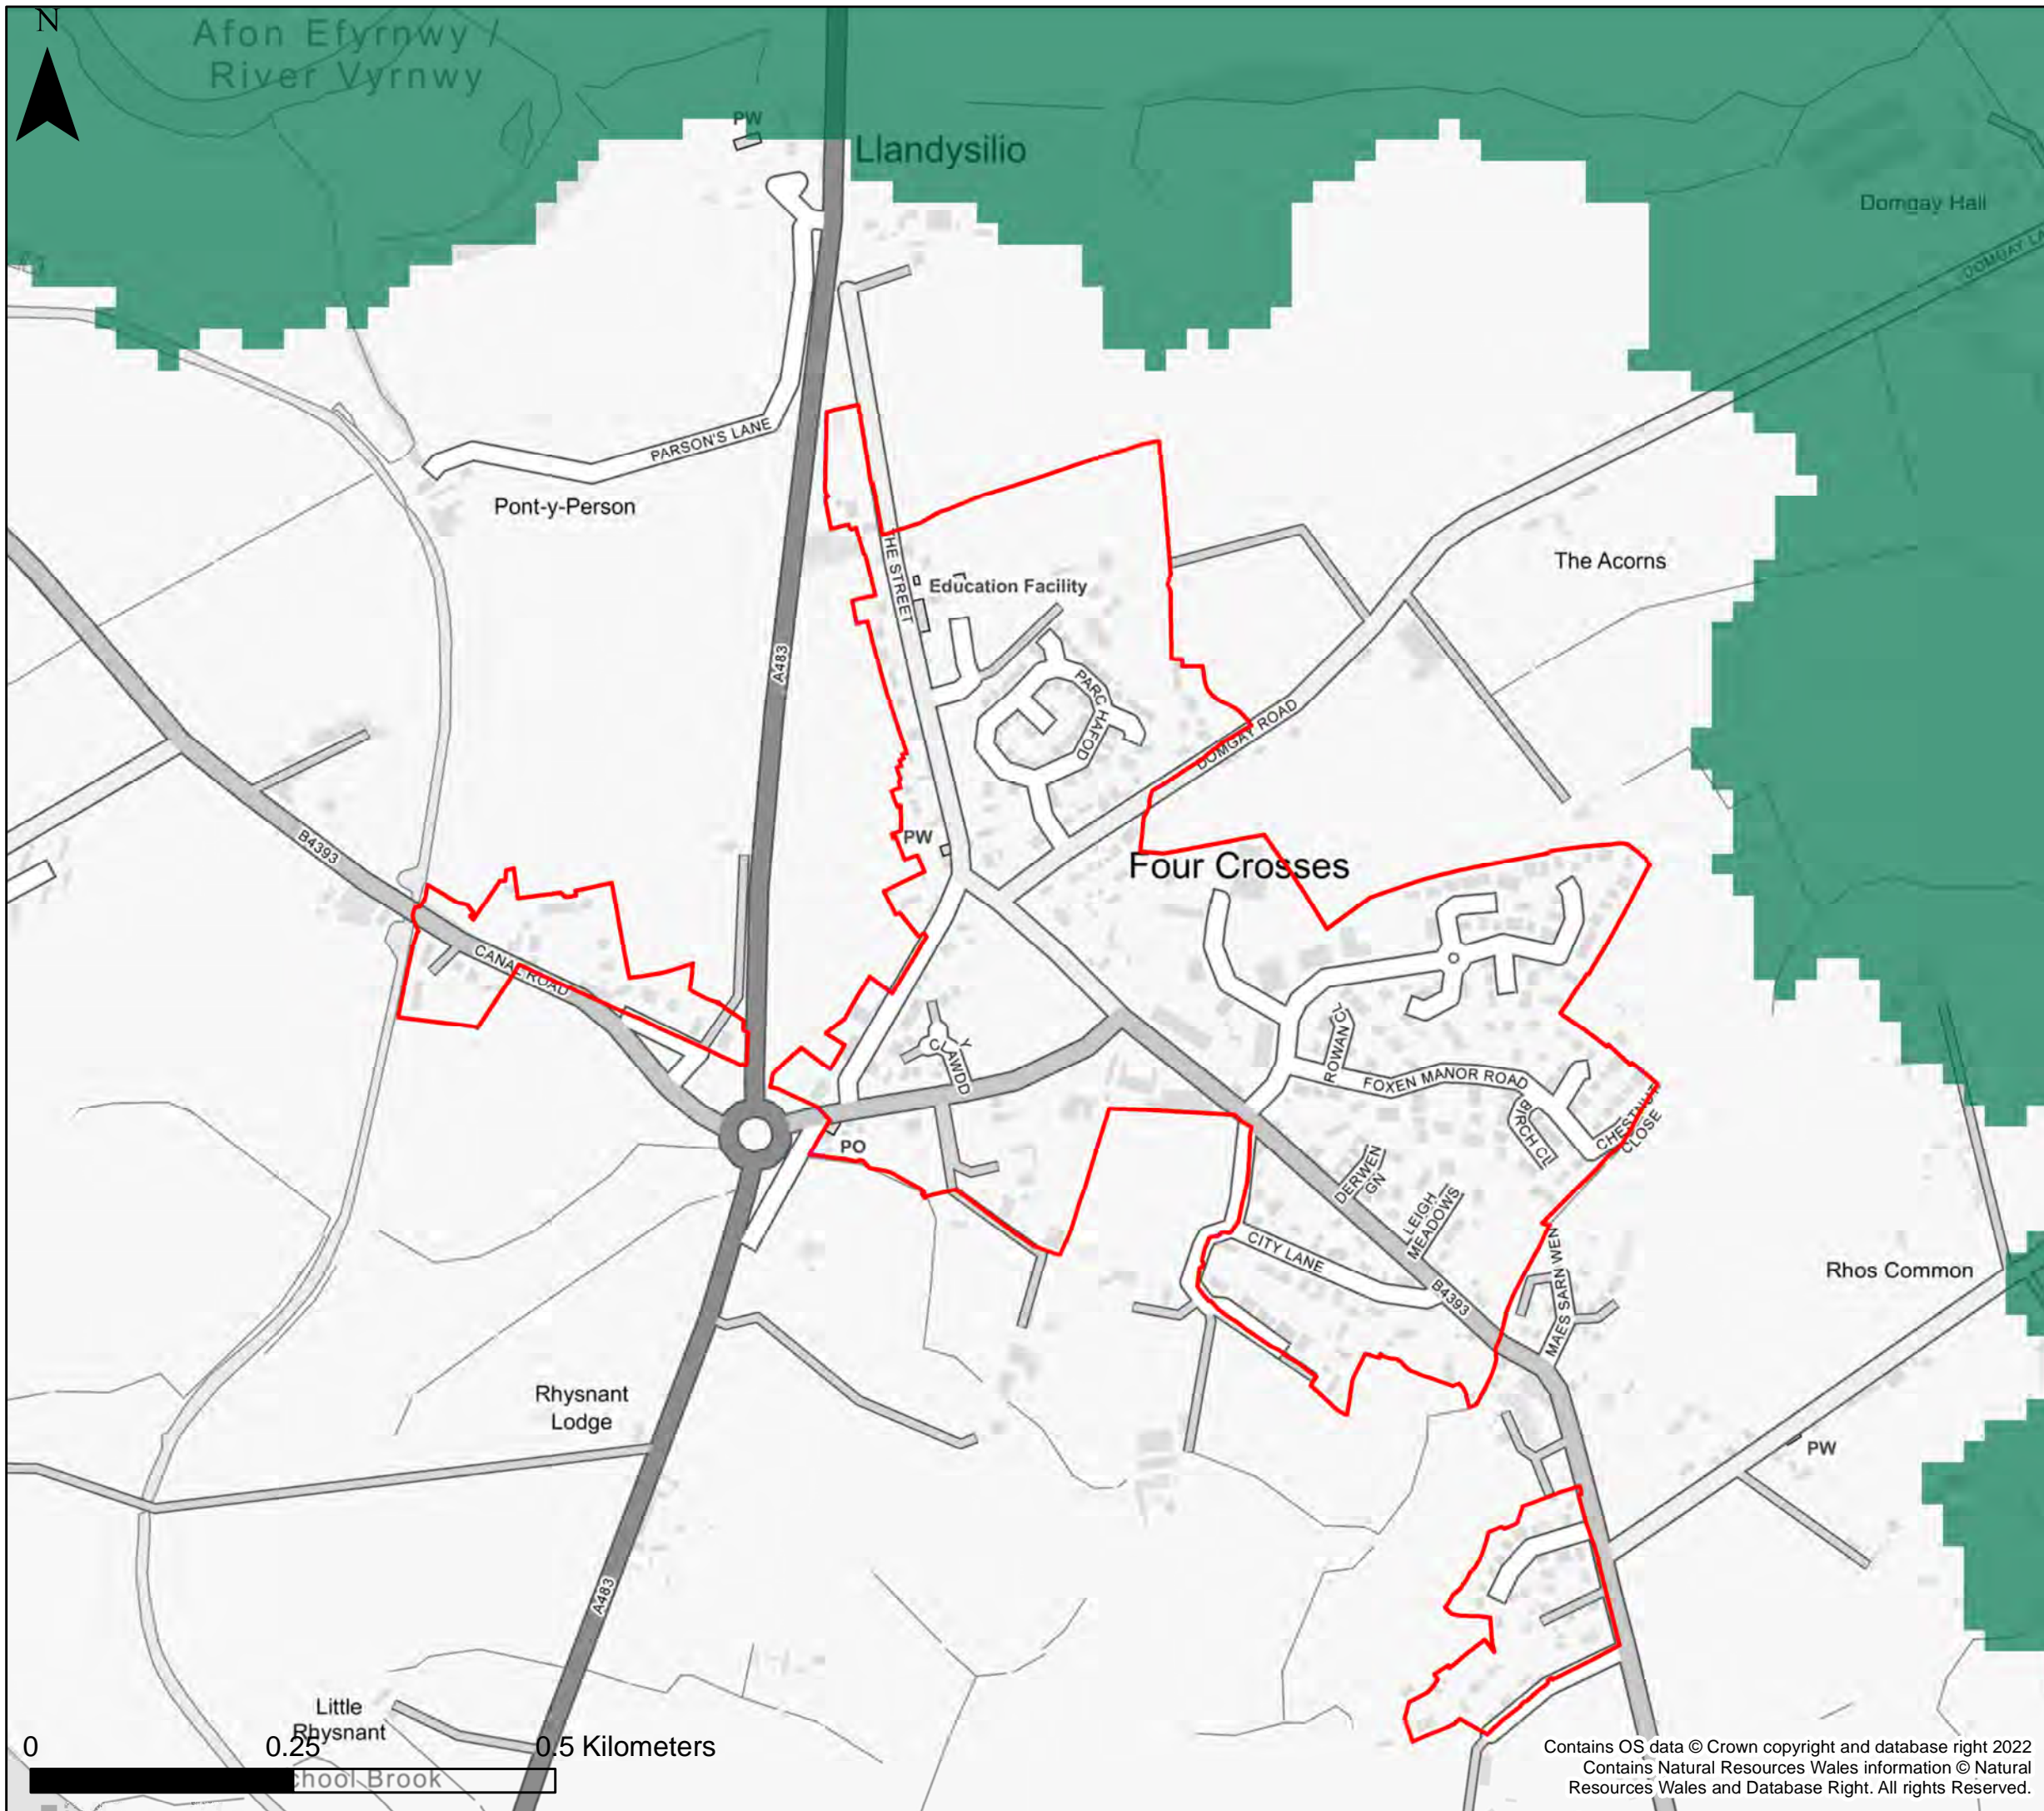 N
Afon Efyrnwy /
River Vyrnwy
PW
Llandysilio
Domgay Hall
PARSON'S LANE
Pont-y-Person
HE STREET
Education Facility
The Acorns
A483
PARC HAFOD
DOMGAY ROAD
B4393
PW
Four Crosses
CANAL ROAD
Y
CLAWDD
ROWAN CL
FOXEN MANOR ROAD
BIRCH CL
CHESTNUT
CLOSE
PO
DERWEN
GN
LEIGH
MEADOWS
CITY LANE
MAES SARN WEN
B4393
Rhos Common
Rhysnant
Lodge
PW
A483
Little
Rhysnant
0 0.25 0.5 Kilometers
chool Brook
Contains OS data © Crown copyright and database right 2022
Contains Natural Resources Wales information © Natural
Resources Wales and Database Right. All rights Reserved.